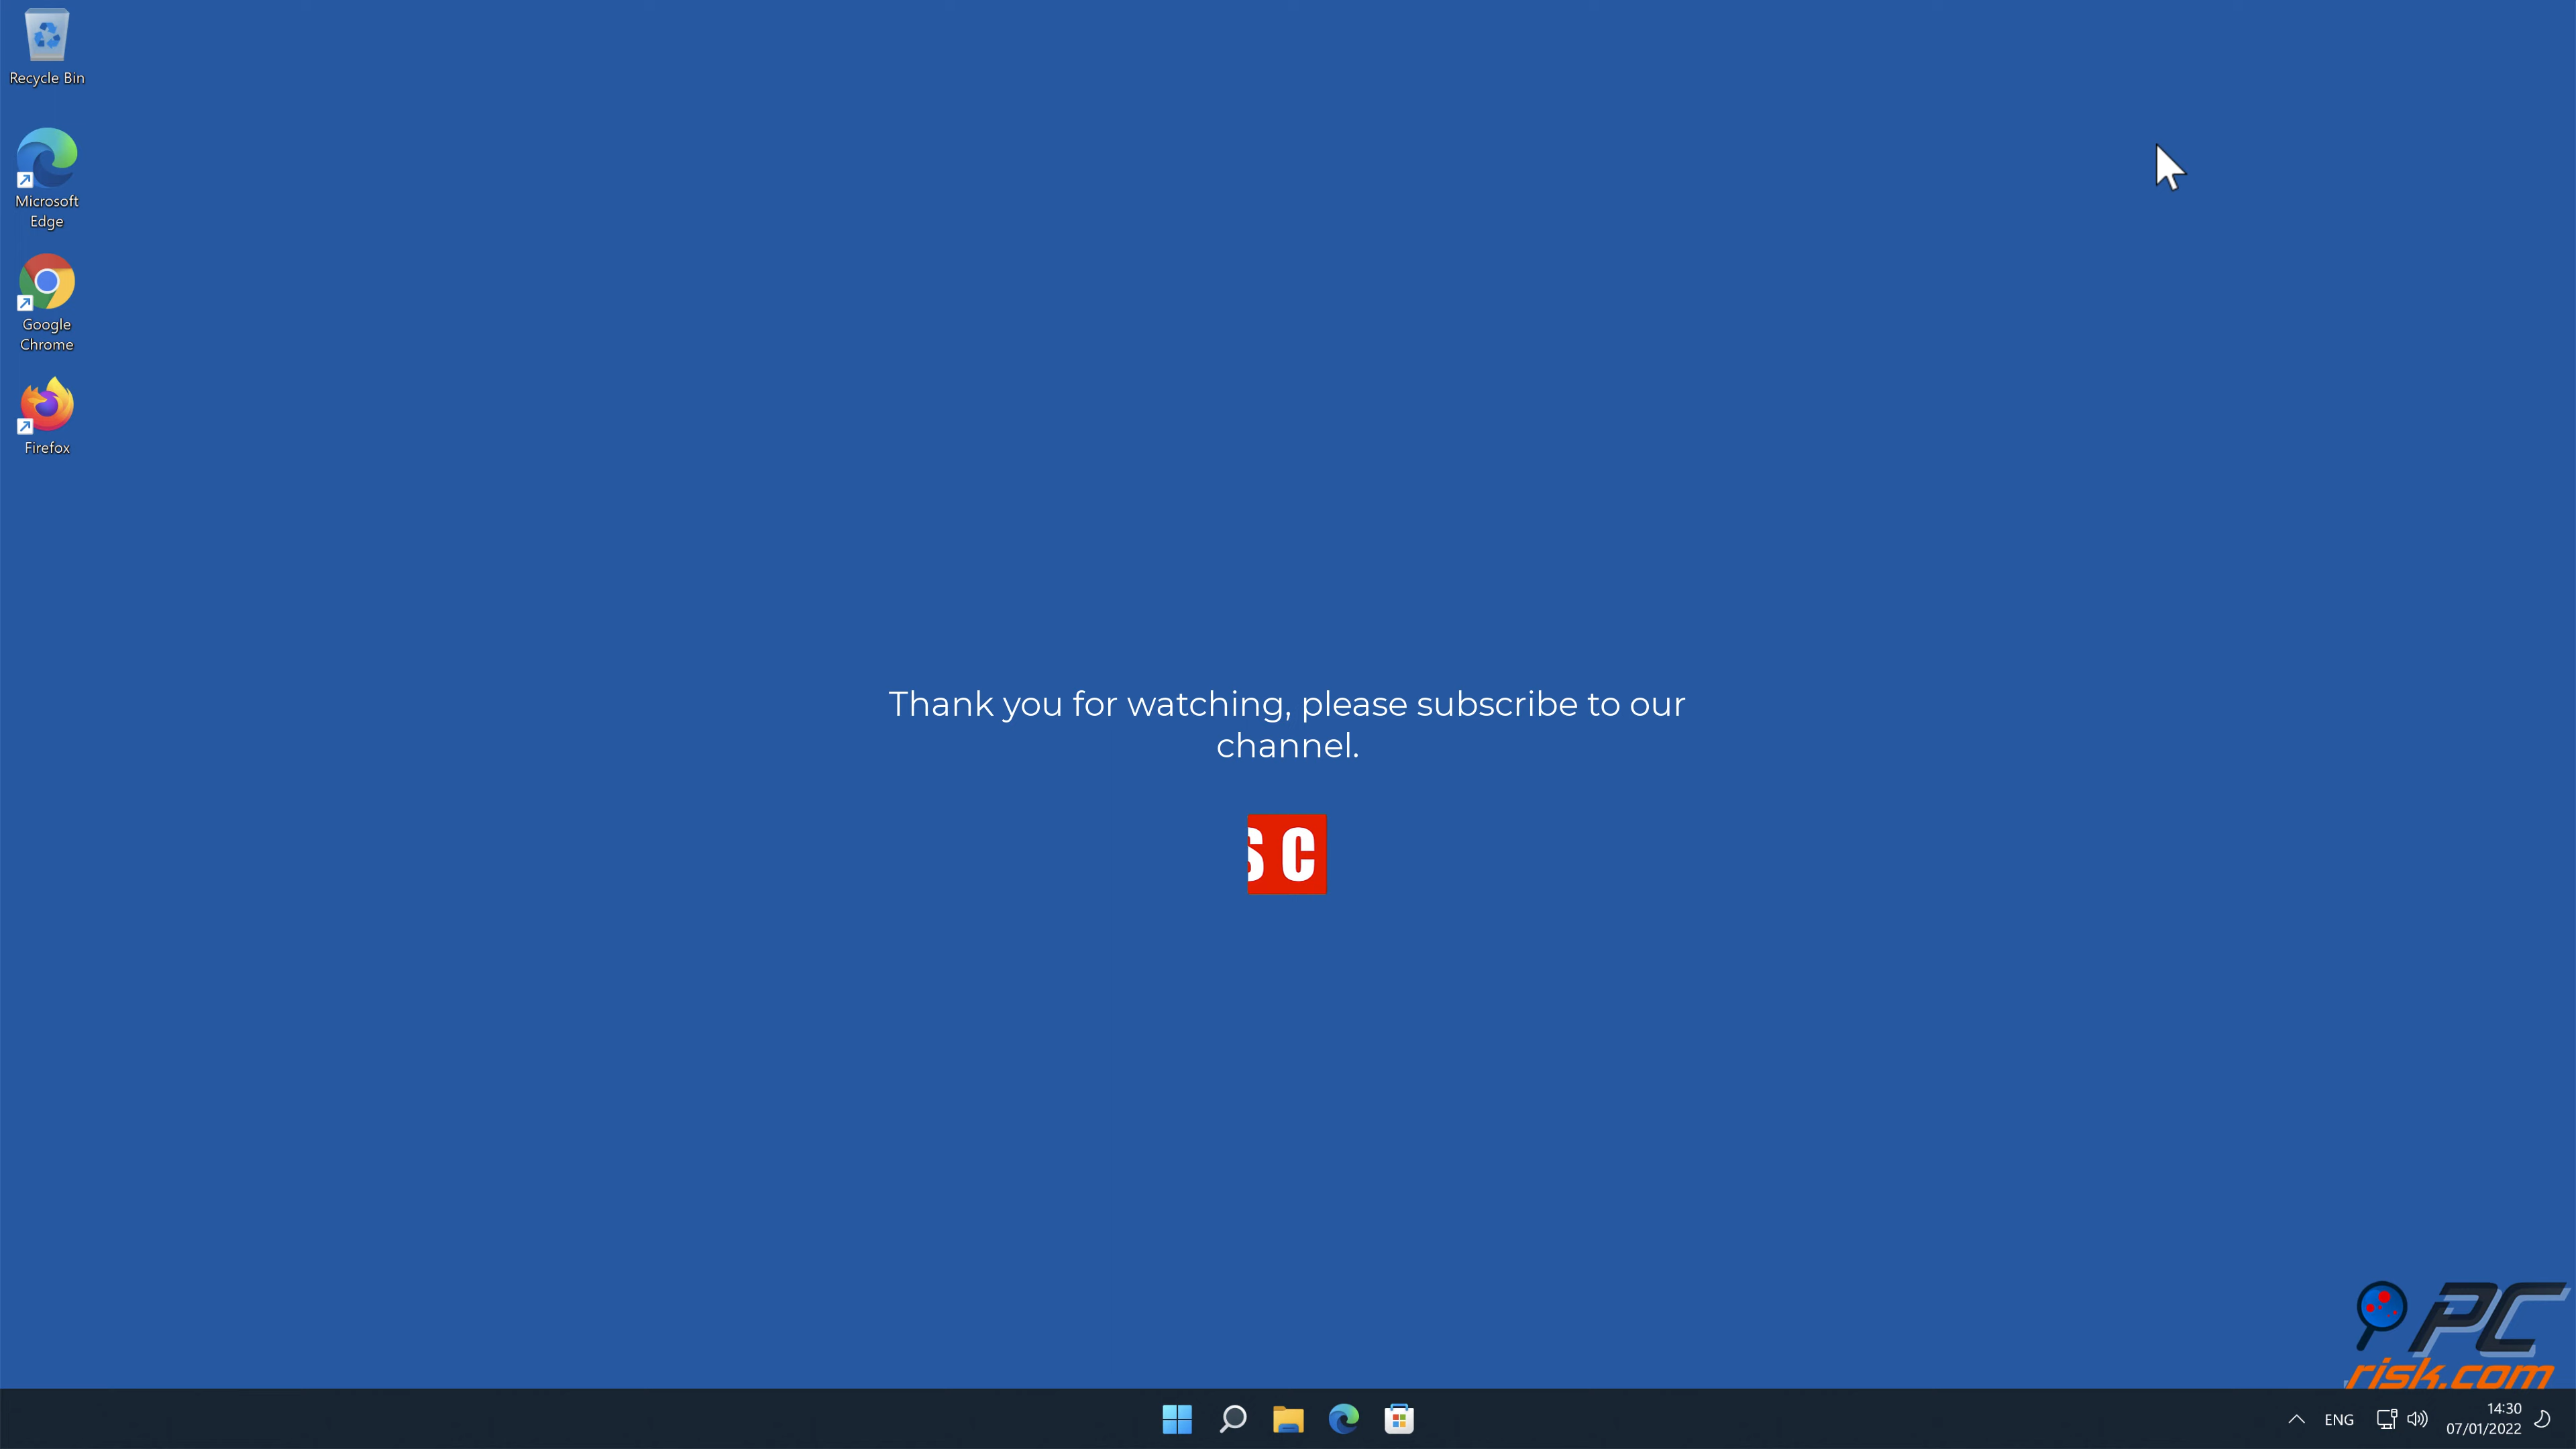 Recycle Bin
Microsoft
Edge
Google
Chrome
Firefox
Thank you for watching, please subscribe to our
channel.
S C
PC
risk.com
ENG
14:30
07/01/2022